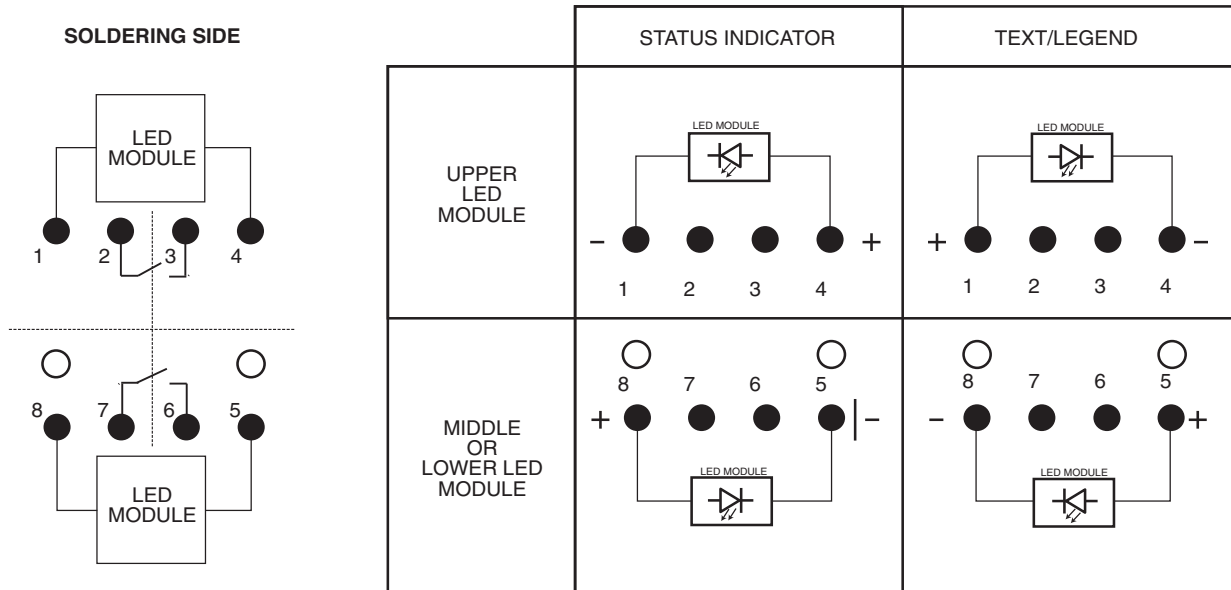 SOLDERING SIDE
LED
MODULE
1 2 3 4
8 7 6 5
LED
MODULE
STATUS INDICATOR TEXT/LEGEND
UPPER
LED
MODULE
LED MODULE
– +
1 2 3 4
LED MODULE
+ –
1 2 3 4
MIDDLE
OR
LOWER LED
MODULE
8 7 6 5
+ |–
LED MODULE
8 7 6 5
– +
LED MODULE